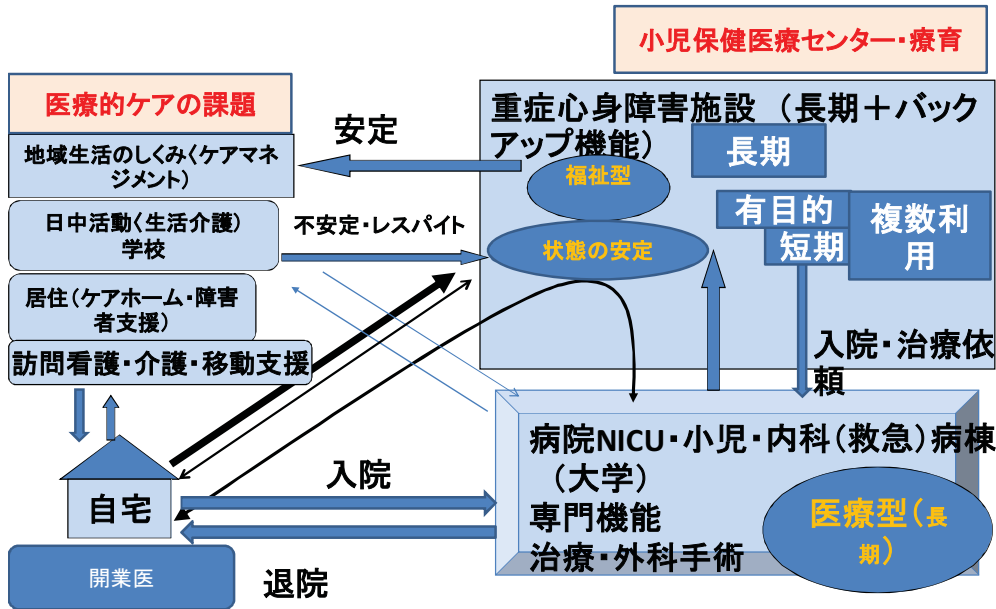 小児保健医療センター・療育
医療的ケアの課題
地域生活のしくみ〈ケアマネ
ジメント）
日中活動〈生活介護）
学校
居住（ケアホーム・障害
者支援）
訪問看護・介護・移動支援
自宅
開業医
安定
不安定・レスパイト
入院
退院
重症心身障害施設 （長期＋バック
アップ機能）
長期
福祉型
状態の安定
有目的
短期
複数利
用
入院・治療依
頼
病院NICU・小児・内科（救急）病棟
（大学）
専門機能
治療・外科手術
医療型（長
期）